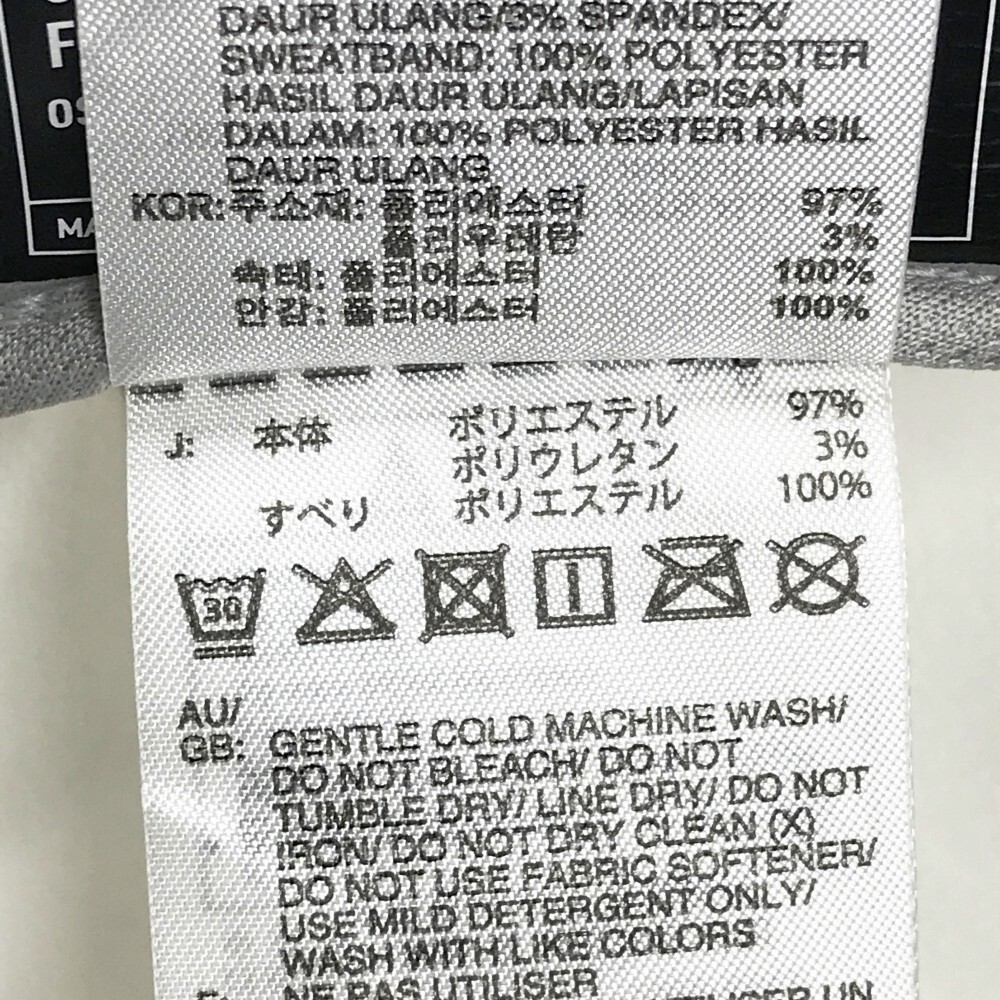 DAUR ULANG/3% SPANDEX/
SWEATBAND: 100% POLYESTER
HASIL DAUR ULANG/LAPISAN
DALAM: 100% POLYESTER HASIL
DAUR ULANG
KOR: 주소재: 폴리에스터 97%
폴리우레탄 3%
속테: 폴리에스터 100%
안감: 폴리에스터 100%
J: 本体 ポリエステル 97%
ポリウレタン 3%
すべり ポリエステル 100%
30
AU/
GB: GENTLE COLD MACHINE WASH/
DO NOT BLEACH/ DO NOT
TUMBLE DRY/ LINE DRY/ DO NOT
IRON/ DO NOT DRY CLEAN (X)
DO NOT USE FABRIC SOFTENER/
USE MILD DETERGENT ONLY/
WASH WITH LIKE COLORS
NE PAS UTILISER